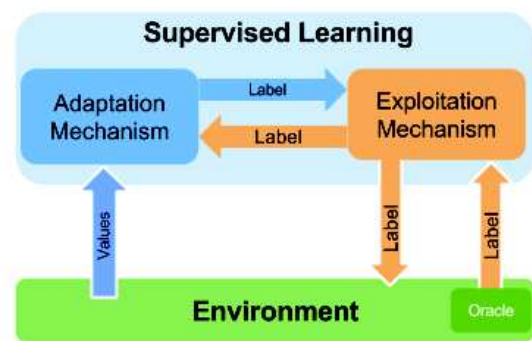 Supervised Learning
Adaptation
Mechanism
Label
Label
Exploitation
Mechanism
Values
Label
Label
Environment
Oracle